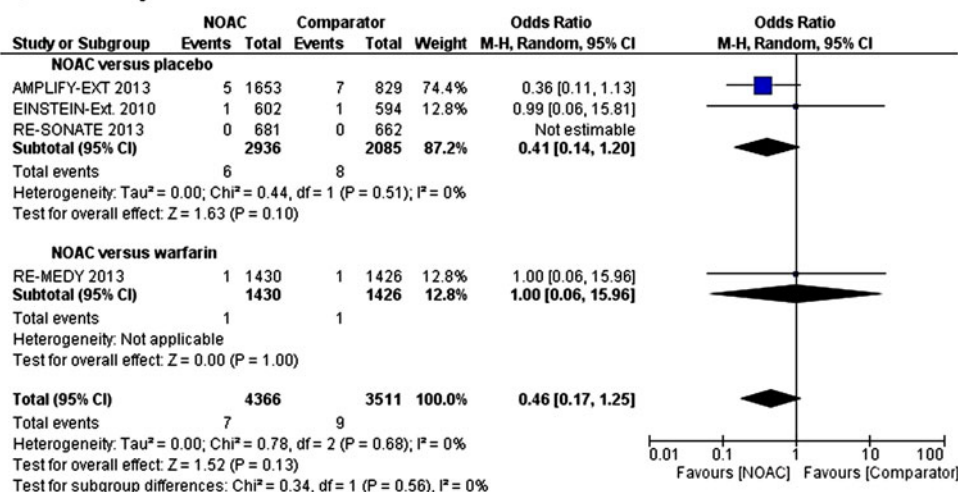 NOAC Comparator Odds Ratio Odds Ratio
Study or Subgroup Events Total Events Total Weight M-H, Random, 95% CI M-H, Random, 95% CI
NOAC versus placebo
AMPLIFY-EXT 2013 5 1653 7 829 74.4% 0.36 [0.11, 1.13]
EINSTEIN-Ext. 2010 1 602 1 594 12.8% 0.99 [0.06, 15.81]
RE-SONATE 2013 0 681 0 662 Not estimable
Subtotal (95% CI) 2936 2085 87.2% 0.41 [0.14, 1.20]
Total events 6 8
Heterogeneity: Tau² = 0.00; Chi² = 0.44, df = 1 (P = 0.51); I² = 0%
Test for overall effect: Z = 1.63 (P = 0.10)
NOAC versus warfarin
RE-MEDY 2013 1 1430 1 1426 12.8% 1.00 [0.06, 15.96]
Subtotal (95% CI) 1430 1426 12.8% 1.00 [0.06, 15.96]
Total events 1 1
Heterogeneity: Not applicable
Test for overall effect: Z = 0.00 (P = 1.00)
Total (95% CI) 4366 3511 100.0% 0.46 [0.17, 1.25]
Total events 7 9
Heterogeneity: Tau² = 0.00; Chi² = 0.78, df = 2 (P = 0.68); I² = 0%
Test for overall effect: Z = 1.52 (P = 0.13)
Test for subgroup differences: Chi² = 0.34, df = 1 (P = 0.56), I² = 0%
0.01 0.1 1 10 100
Favours [NOAC] Favours [Comparator]